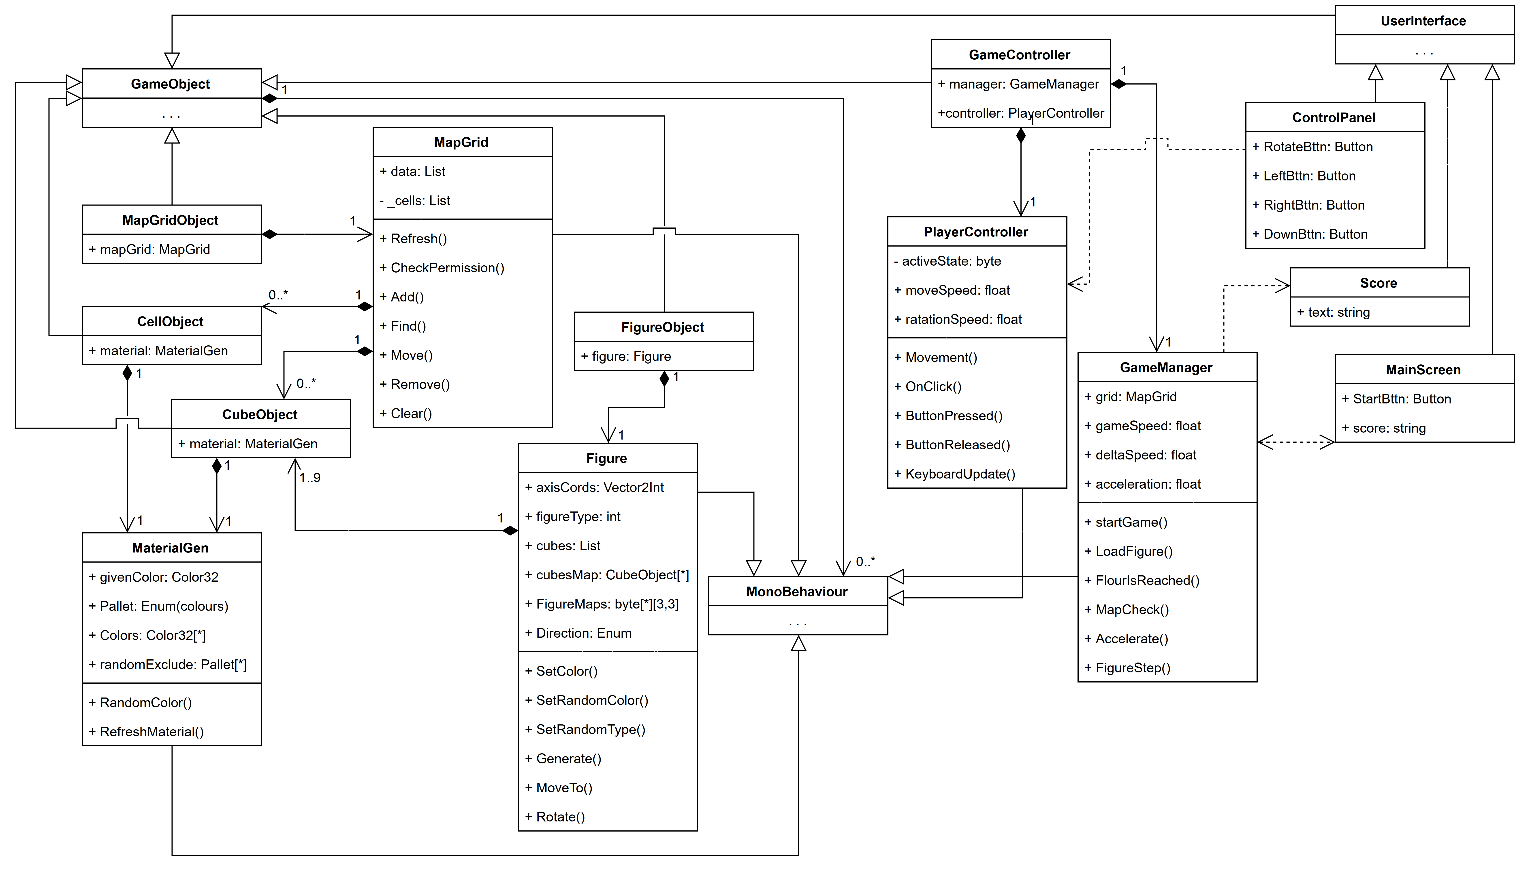 UserInterface
. . .
GameController
+ manager: GameManager
+controller: PlayerController
1
1
1
1
GameObject
. . .
1
0..*
ControlPanel
+ RotateBttn: Button
+ LeftBttn: Button
+ RightBttn: Button
+ DownBttn: Button
MapGrid
+ data: List
- _cells: List
+ Refresh()
+ CheckPermission()
+ Add()
+ Find()
+ Move()
+ Remove()
+ Clear()
MapGridObject
+ mapGrid: MapGrid
1
PlayerController
- activeState: byte
+ moveSpeed: float
+ ratationSpeed: float
+ Movement()
+ OnClick()
+ ButtonPressed()
+ ButtonReleased()
+ KeyboardUpdate()
Score
+ text: string
0..*
1
CellObject
+ material: MaterialGen
1
FigureObject
+ figure: Figure
1
1
1
0..*
GameManager
+ grid: MapGrid
+ gameSpeed: float
+ deltaSpeed: float
+ acceleration: float
+ startGame()
+ LoadFigure()
+ FlourIsReached()
+ MapCheck()
+ Accelerate()
+ FigureStep()
MainScreen
+ StartBttn: Button
+ score: string
CubeObject
+ material: MaterialGen
1
1..9
1
Figure
+ axisCords: Vector2Int
+ figureType: int
+ cubes: List
+ cubesMap: CubeObject[*]
+ FigureMaps: byte[*][3,3]
+ Direction: Enum
+ SetColor()
+ SetRandomColor()
+ SetRandomType()
+ Generate()
+ MoveTo()
+ Rotate()
1
1
MaterialGen
+ givenColor: Color32
+ Pallet: Enum(colours)
+ Colors: Color32[*]
+ randomExclude: Pallet[*]
+ RandomColor()
+ RefreshMaterial()
MonoBehaviour
. . .